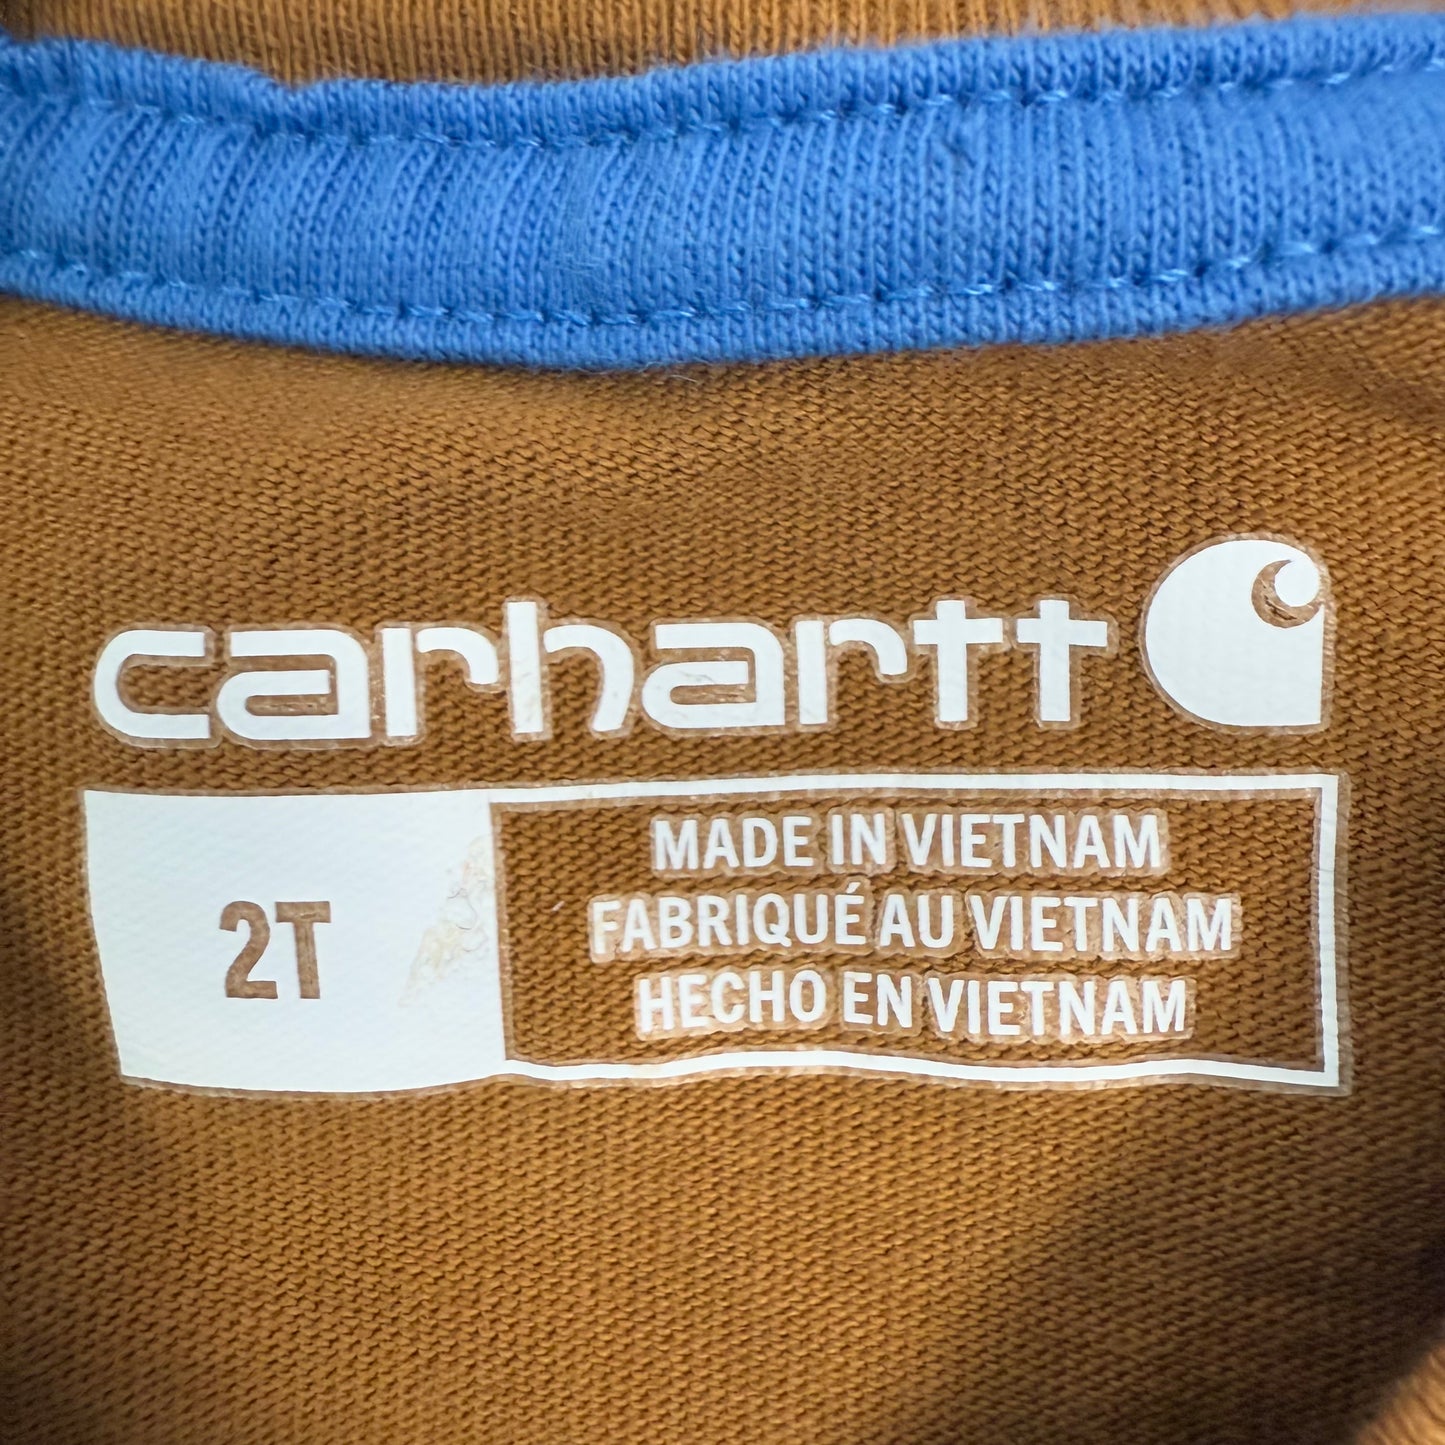 carhartt
2T
MADE IN VIETNAM
FABRIQUÉ AU VIETNAM
HECHO EN VIETNAM